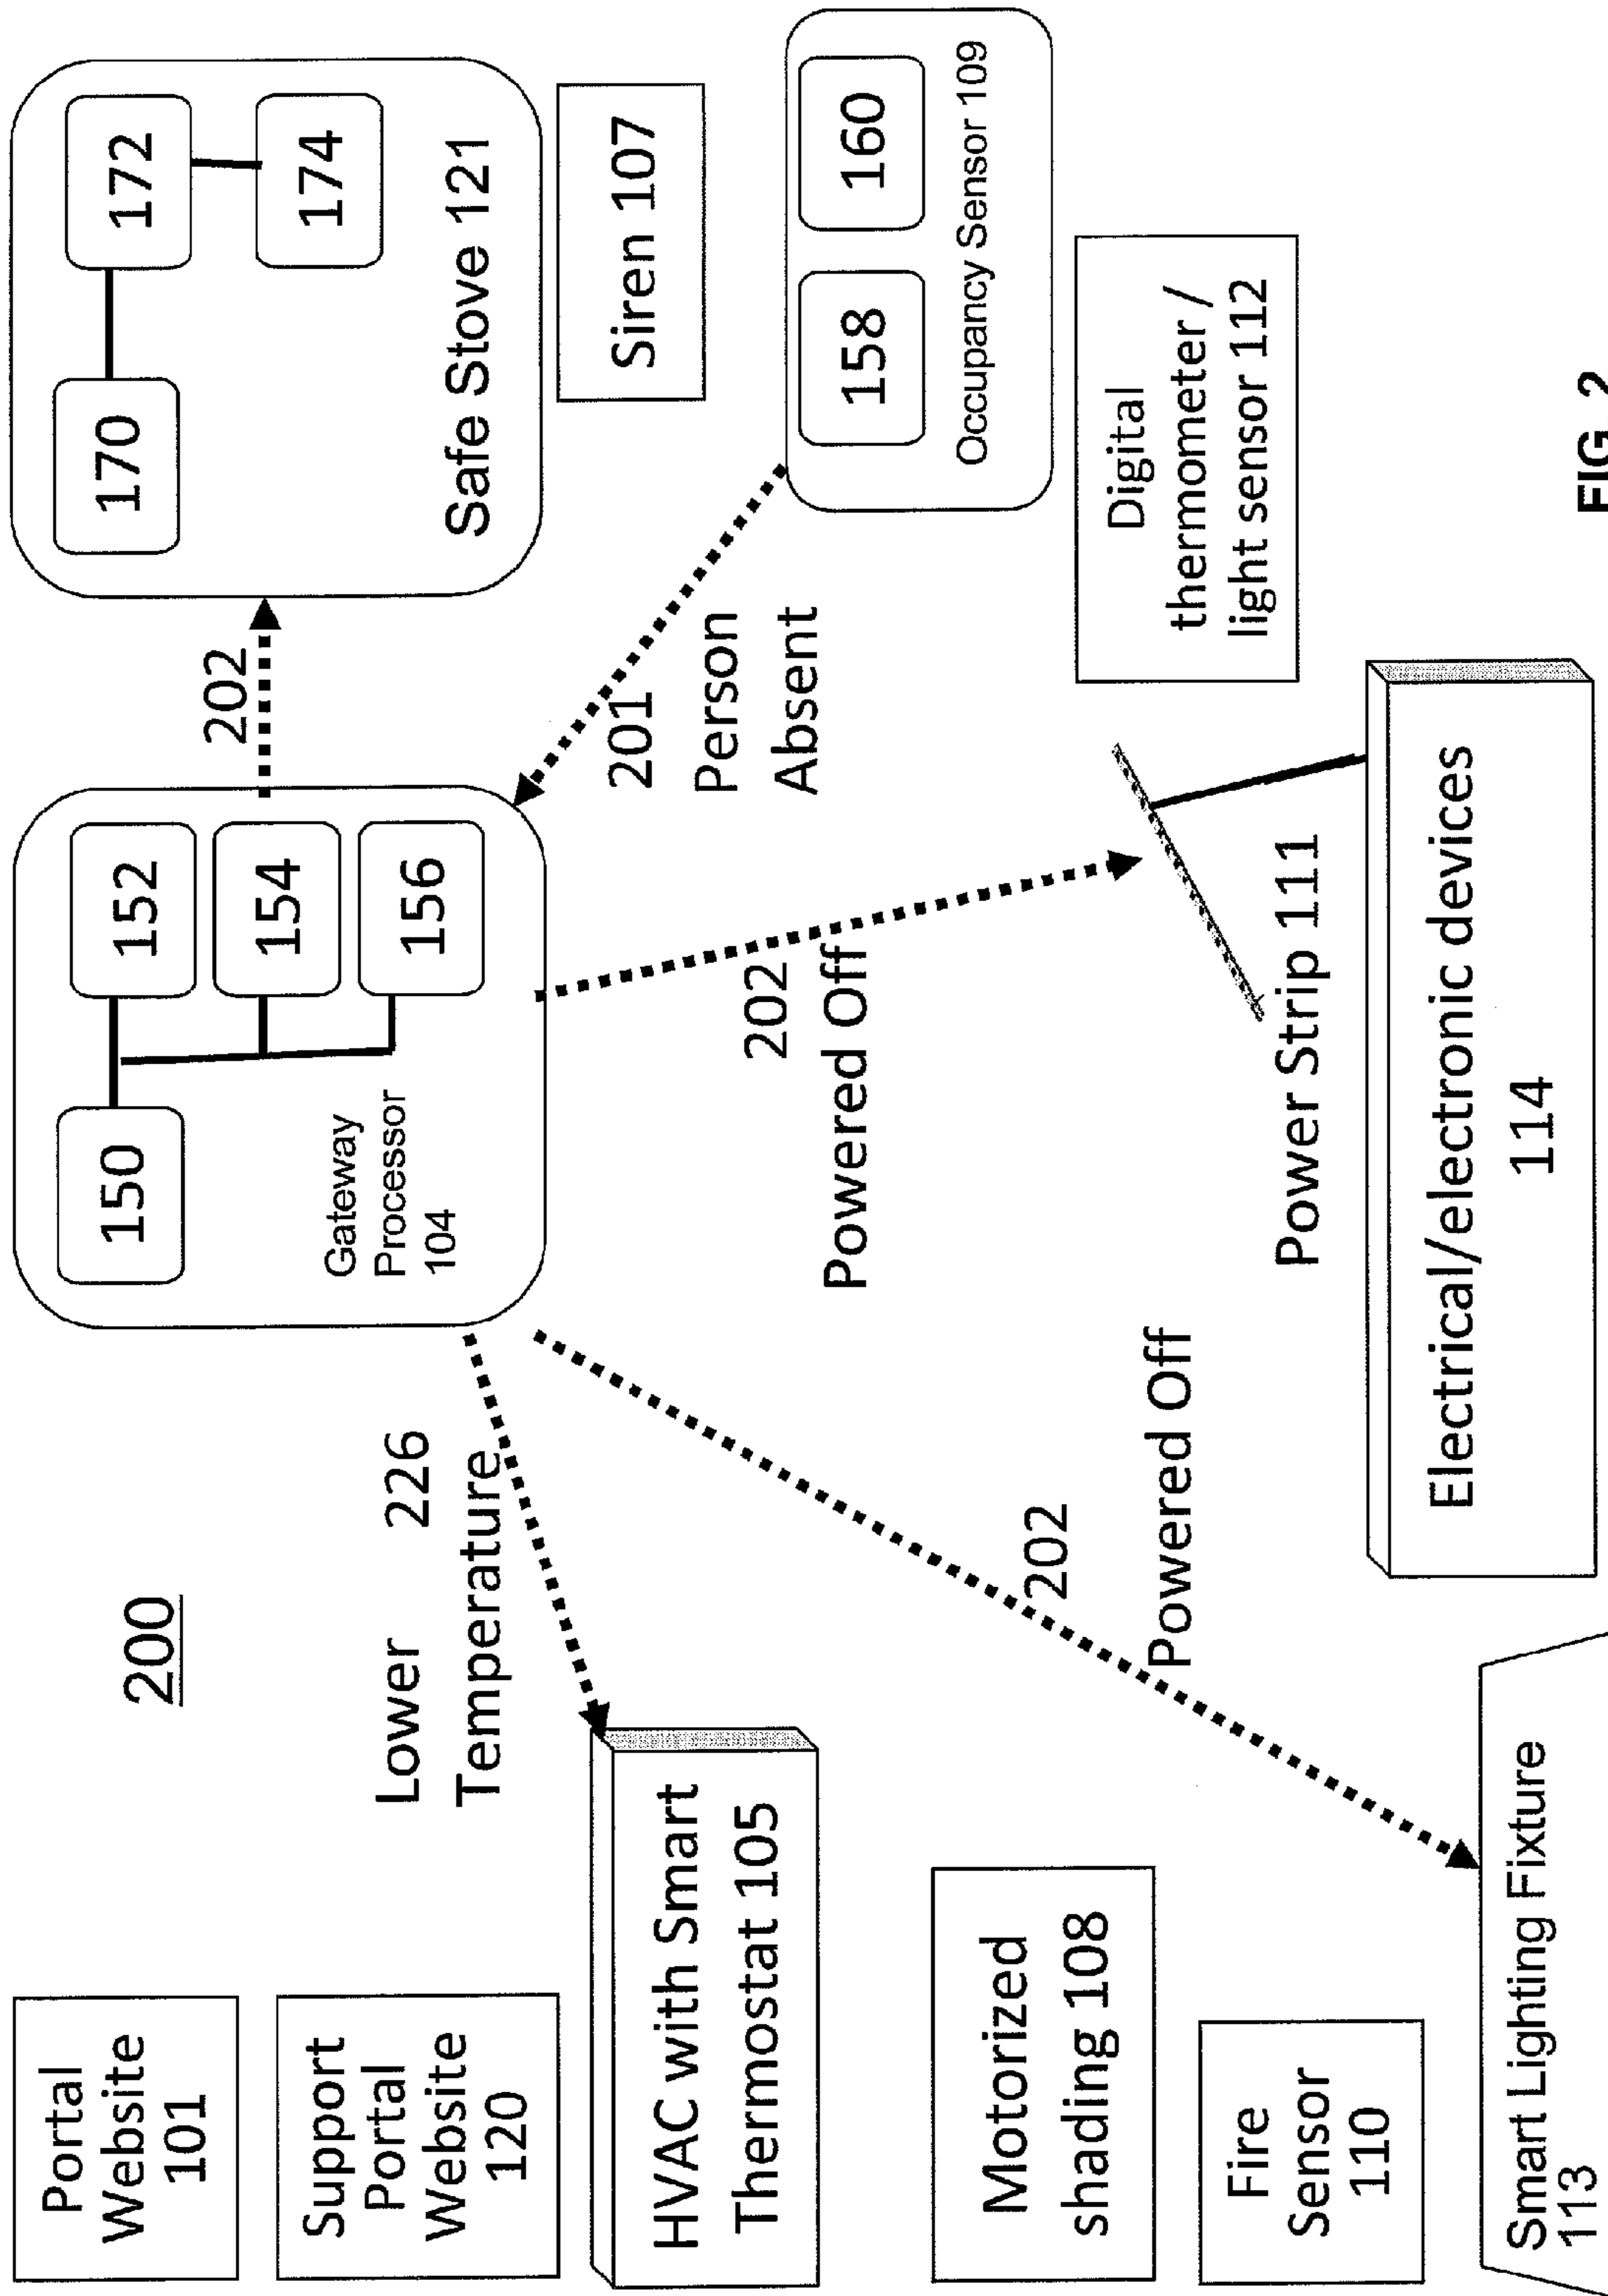 200
Portal
Website
101
Support
Portal
Website
120
HVAC with Smart
Thermostat 105
Motorized
shading 108
Fire
Sensor
110
Smart Lighting Fixture
113
Lower 226
Temperature
150
152
154
156
Gateway
Processor
104
202
170
172
174
Safe Stove 121
Siren 107
201
Person
Absent
158
160
Occupancy Sensor 109
Digital
thermometer /
light sensor 112
202
Powered Off
202
Powered Off
Power Strip 111
Electrical/electronic devices
114
FIG. 2